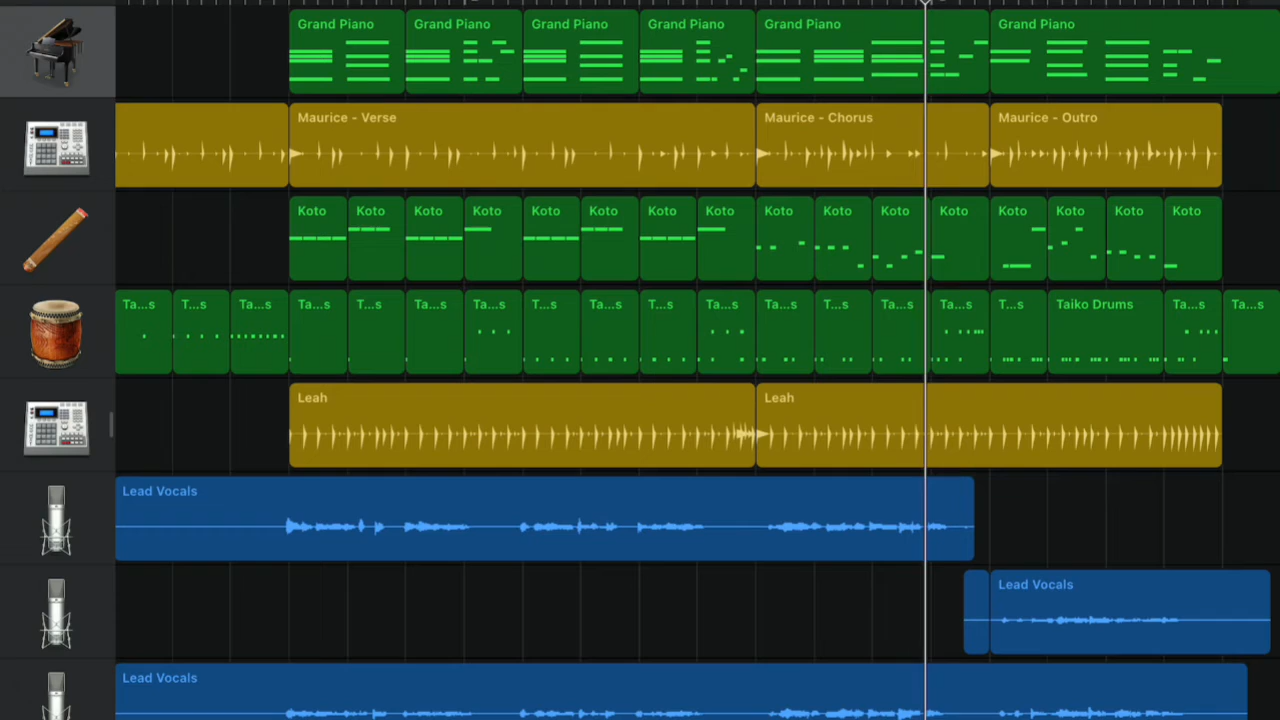 Grand Piano Grand Piano Grand Piano Grand Piano Grand Piano Grand Piano
Maurice - Verse Maurice - Chorus Maurice - Outro
Koto Koto Koto Koto Koto Koto Koto Koto Koto Koto Koto Koto Koto Koto Koto Koto
Ta...s T...s Ta...s Ta...s T...s Ta...s Ta...s T...s Ta...s T...s Ta...s Ta...s T...s Ta...s Ta...s T...s Taiko Drums Ta...s Ta...s
Leah Leah
Lead Vocals
Lead Vocals
Lead Vocals